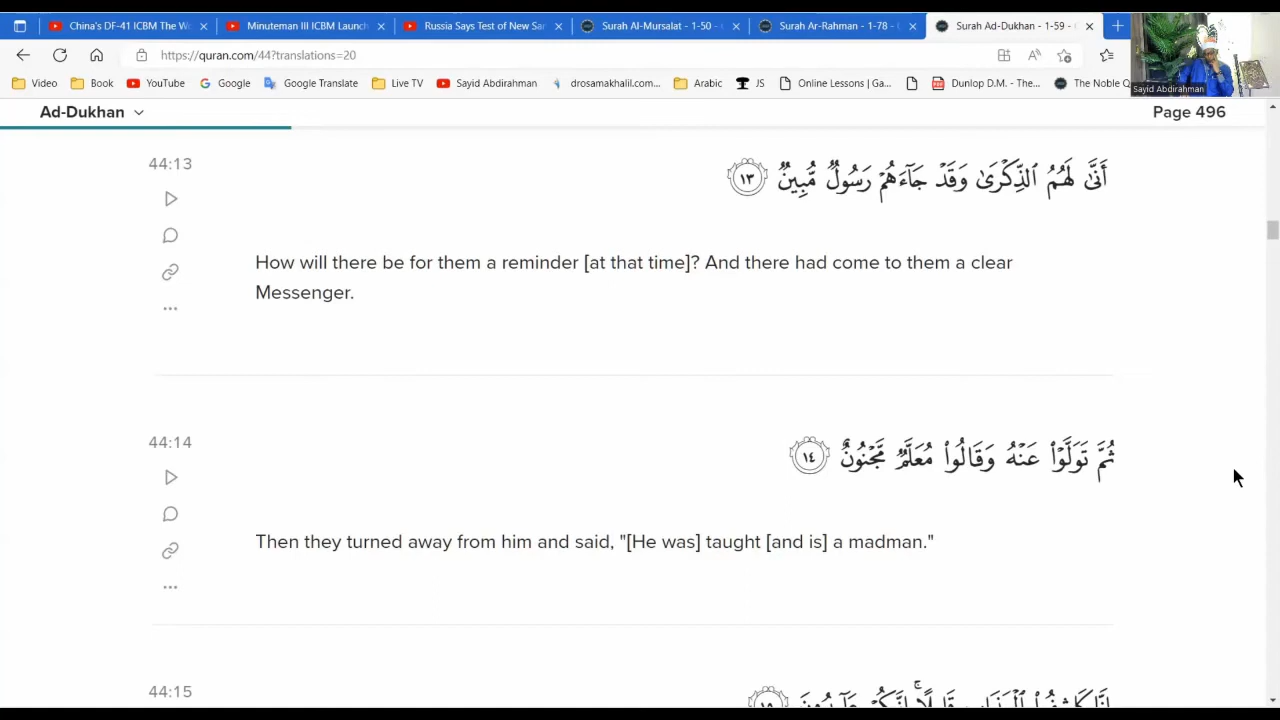 China's DF-41 ICBM The W
Minuteman III ICBM Launch
Russia Says Test of New Sar
Surah Al-Mursalat - 1-50 -
Surah Ar-Rahman - 1-78 -
Surah Ad-Dukhan - 1-59 -
https://quran.com/44?translations=20
Video
Book
YouTube
Google
Google Translate
Live TV
Sayid Abdirahman
drosamakhalil.com...
Arabic
JS
Online Lessons | Ga...
Dunlop D.M. - The...
The Noble Q
Sayid Abdirahman
Ad-Dukhan
Page 496
44:13
أَنَّىٰ لَهُمُ ٱلذِّكْرَىٰ وَقَدْ جَآءَهُمْ رَسُولٌ مُّبِينٌ ١٣
How will there be for them a reminder [at that time]? And there had come to them a clear
Messenger.
44:14
ثُمَّ تَوَلَّوْا۟ عَنْهُ وَقَالُوا۟ مُعَلَّمٌ مَّجْنُونٌ ١٤
Then they turned away from him and said, "[He was] taught [and is] a madman."
44:15